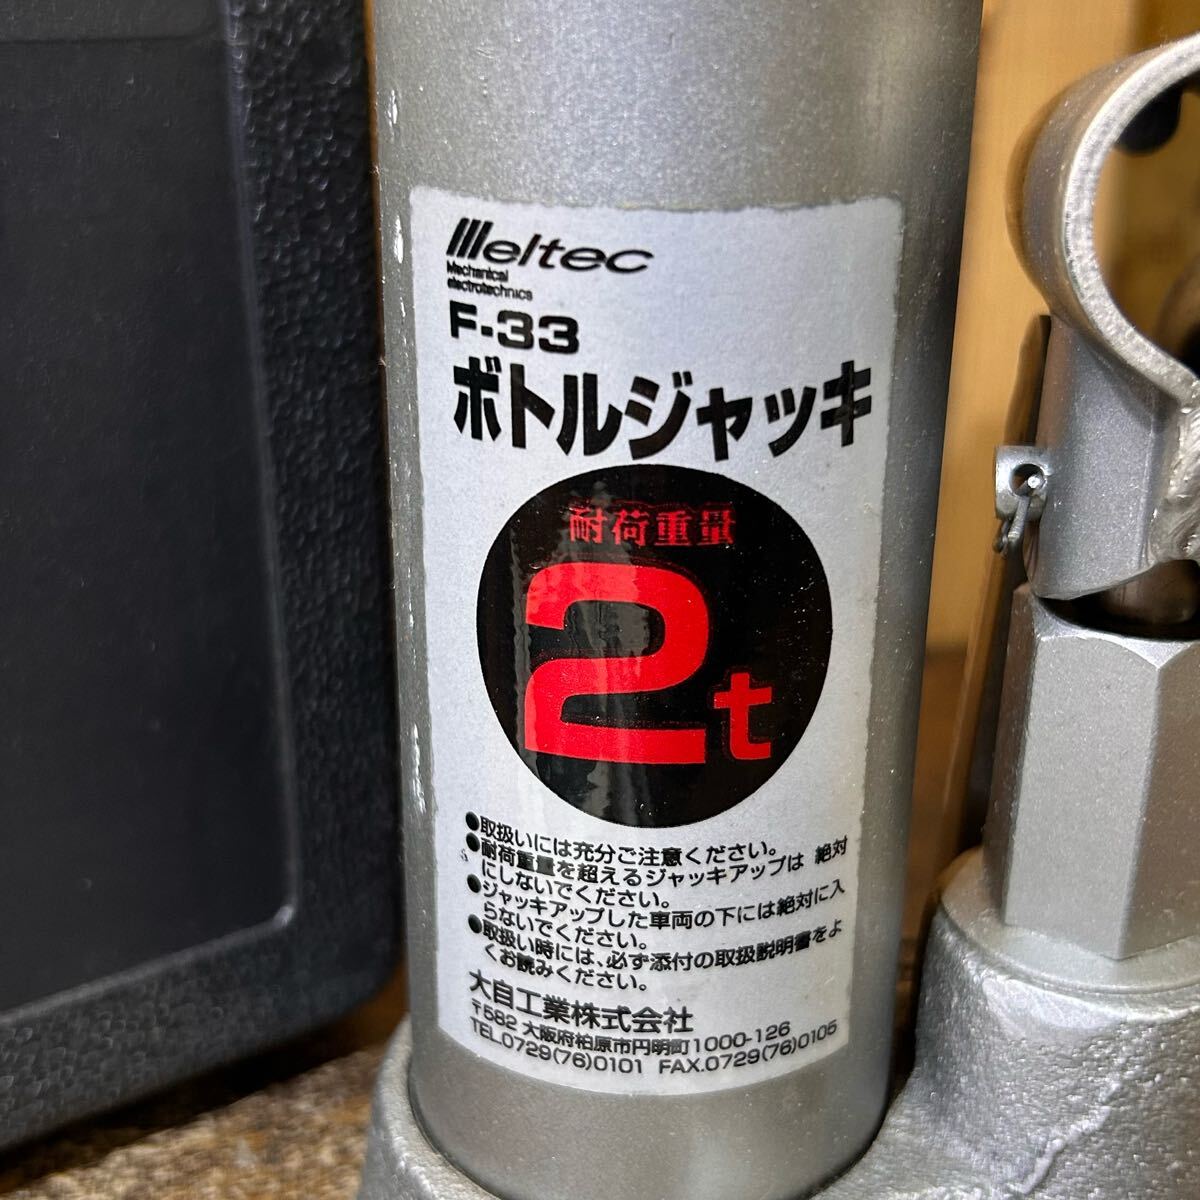 Meltec
Mechanical
electrotechnics
F-33
ボトルジャッキ
耐荷重量
2t
●取扱いには充分ご注意ください。
●耐荷重量を超えるジャッキアップは 絶対
にしないでください。
●ジャッキアップした車両の下には絶対に入
らないでください。
●取扱い時には、必ず添付の取扱説明書をよ
くお読みください。
大自工業株式会社
〒582 大阪府柏原市円明町1000-126
TEL.0729(76)0101 FAX.0729(76)0105